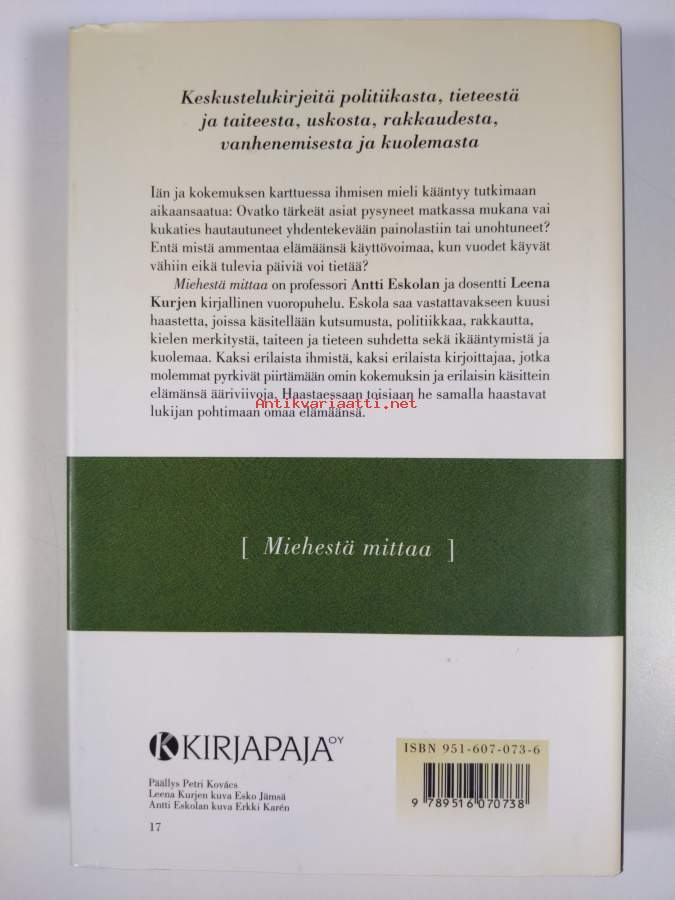 Keskustelukirjeitä politiikasta, tieteestä
ja taiteesta, uskosta, rakkaudesta,
vanhenemisesta ja kuolemasta
Iän ja kokemuksen karttuessa ihmisen mieli kääntyy tutkimaan
aikaansaatua: Ovatko tärkeät asiat pysyneet matkassa mukana vai
kukaties hautautuneet yhdentekevään painolastiin tai unohtuneet?
Entä mistä ammentaa elämäänsä käyttövoimaa, kun vuodet käyvät
vähiin eikä tulevia päiviä voi tietää?
Miehestä mittaa on professori Antti Eskolan ja dosentti Leena
Kurjen kirjallinen vuoropuhelu. Eskola saa vastattavakseen kuusi
haastetta, joissa käsitellään kutsumusta, politiikkaa, rakkautta,
kielen merkitystä, taiteen ja tieteen suhdetta sekä ikääntymistä ja
kuolemaa. Kaksi erilaista ihmistä, kaksi erilaista kirjoittajaa, jotka
molemmat pyrkivät piirtämään omin kokemuksin ja erilaisin käsittein
elämänsä ääriviivoja. Haastaessaan toisiaan he samalla haastavat
Antikvariaatti.net
lukijan pohtimaan omaa elämäänsä.
[ Miehestä mittaa ]
K KIRJAPAJA OY
Päällys Petri Kovács
Leena Kurjen kuva Esko Jämsä
Antti Eskolan kuva Erkki Karén
17
ISBN 951-607-073-6
9 789516 070738